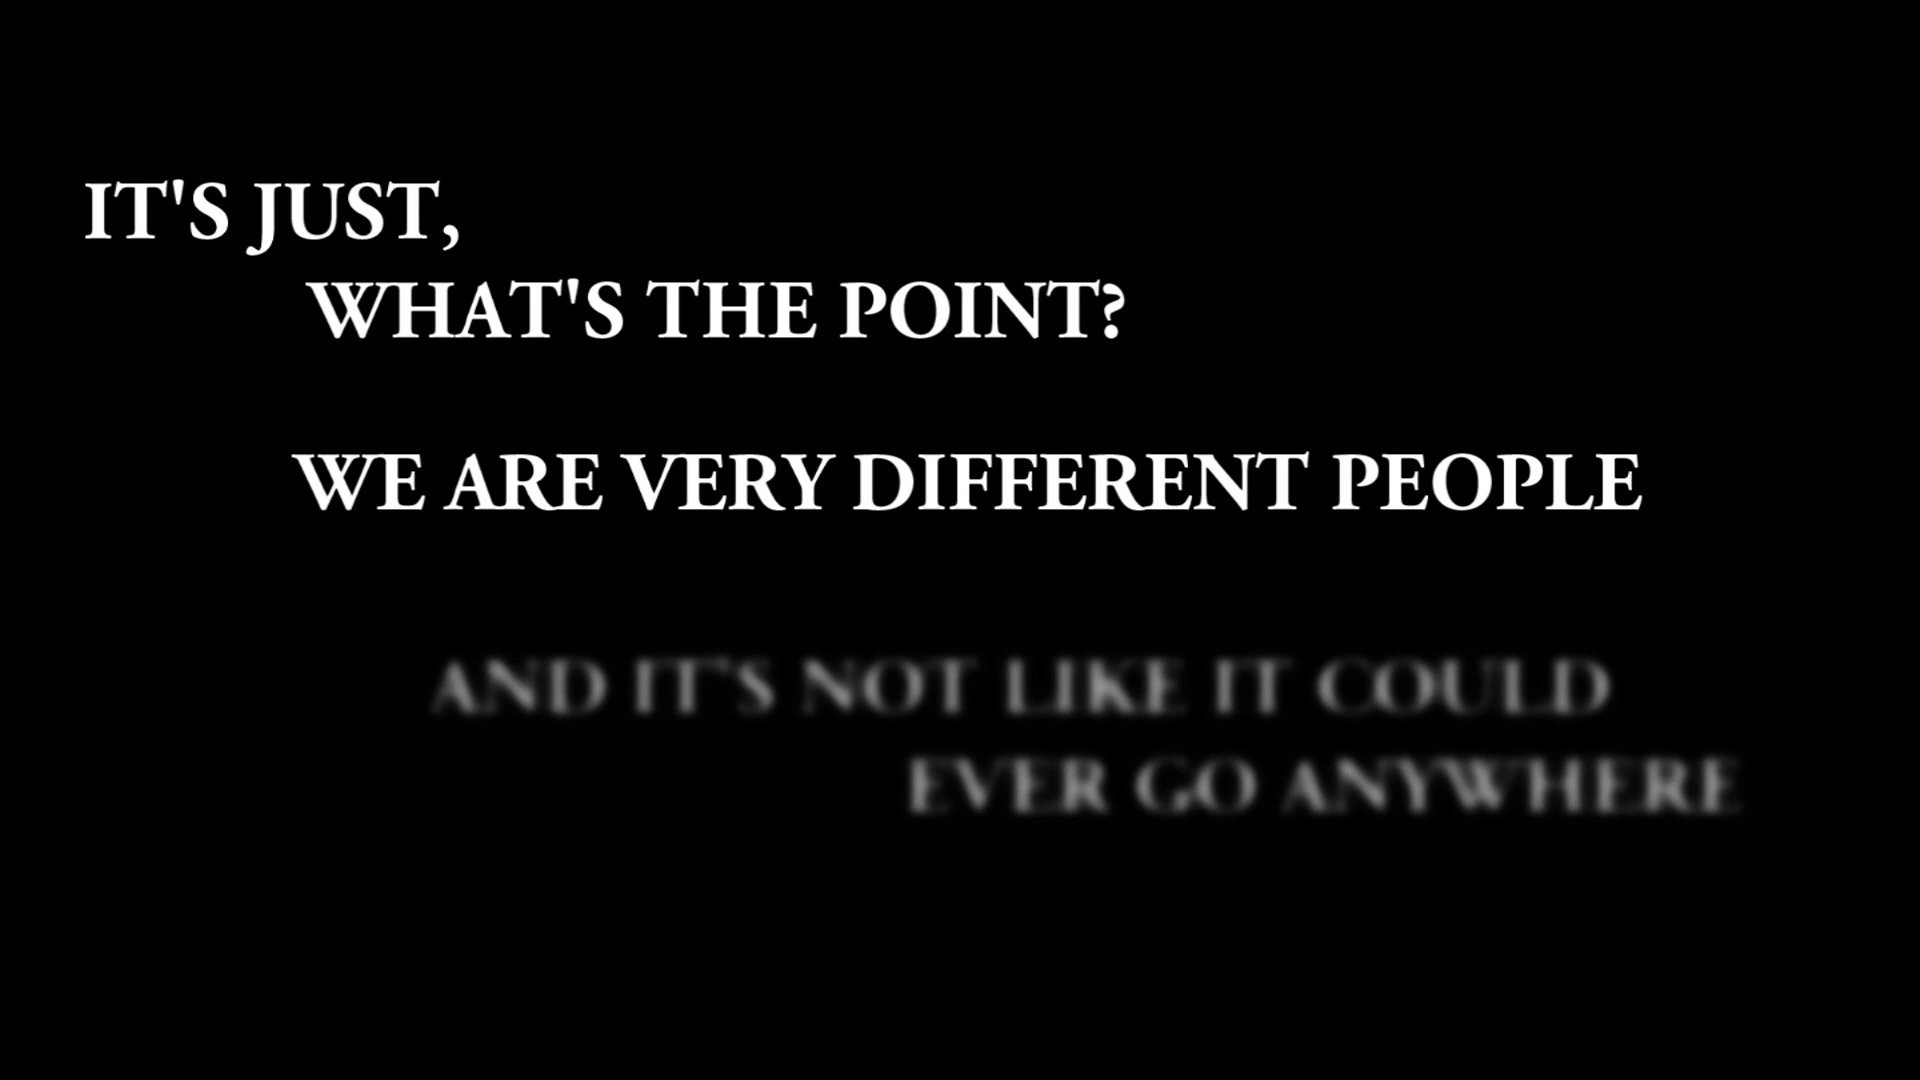 IT'S JUST,
WHAT'S THE POINT?
WE ARE VERY DIFFERENT PEOPLE
AND IT'S NOT LIKE IT COULD
EVER GO ANYWHERE